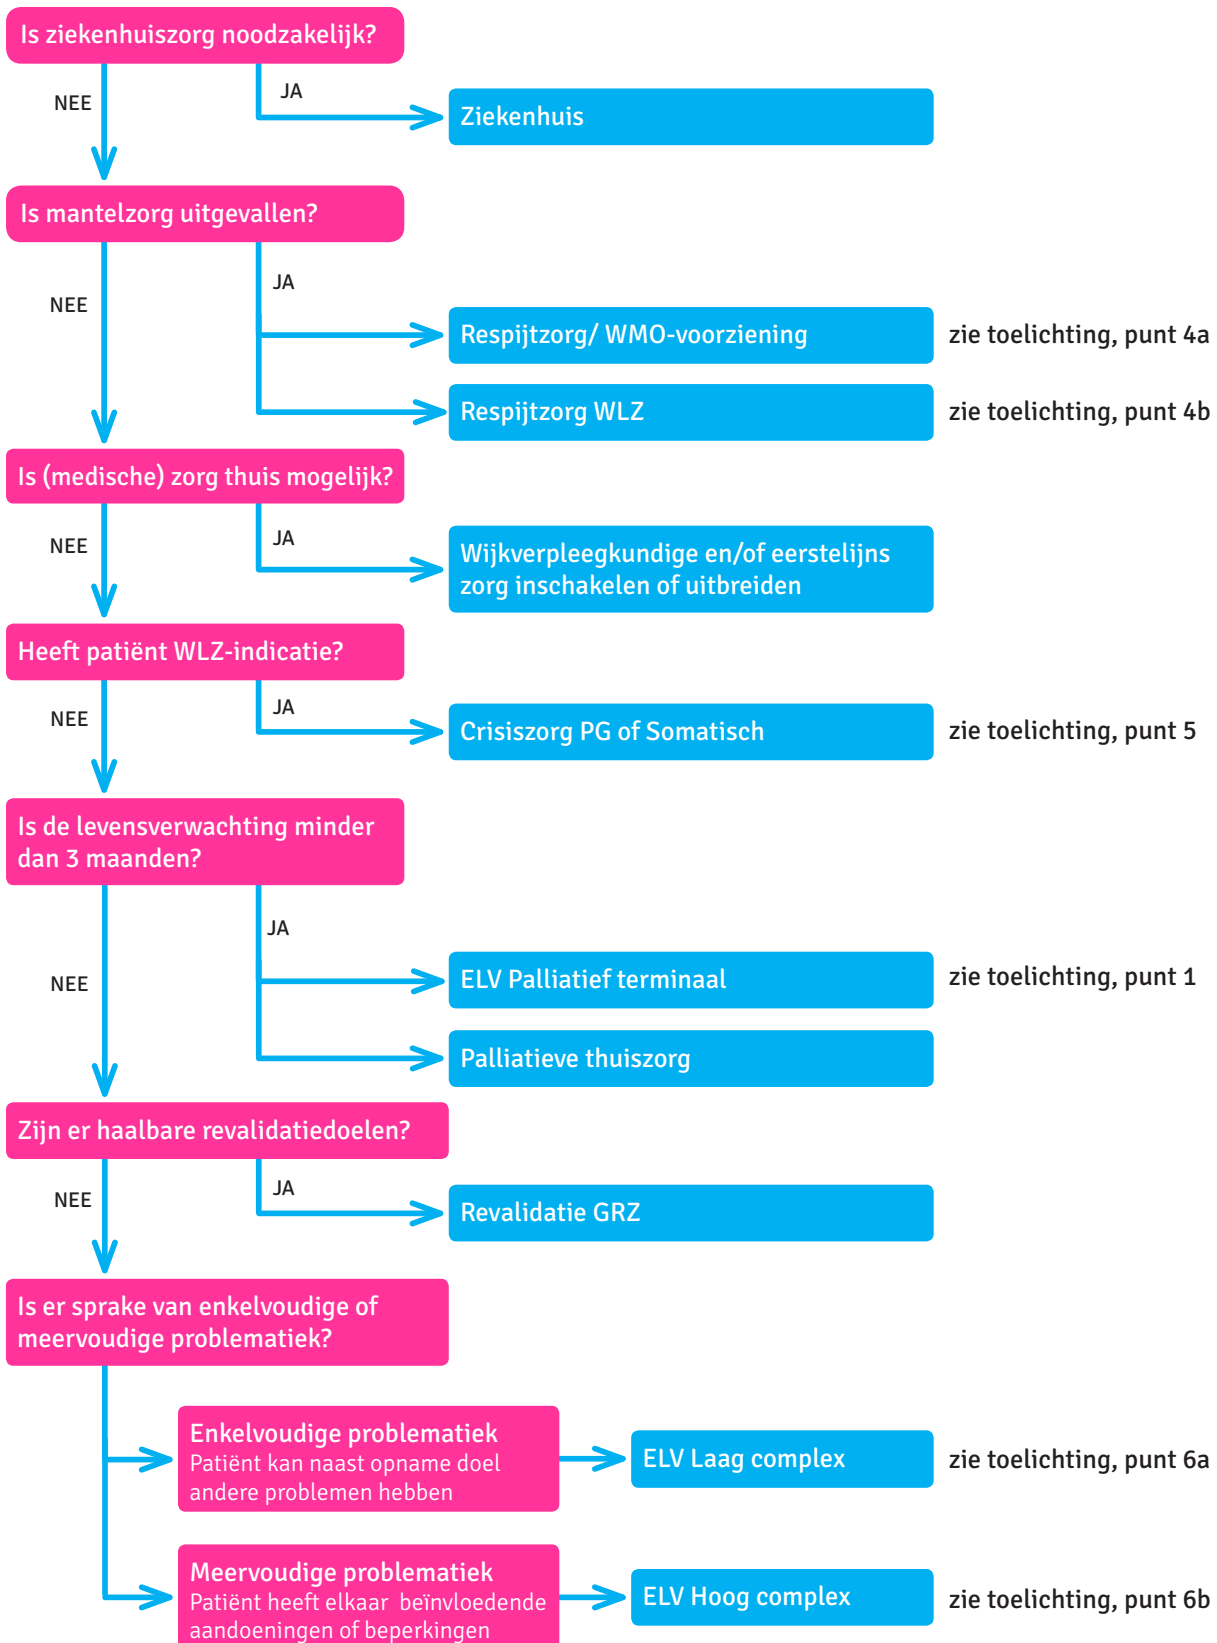 Is ziekenhuiszorg noodzakelijk?
NEE
JA
Ziekenhuis
Is mantelzorg uitgevallen?
NEE
JA
Respijtzorg/ WMO-voorziening
zie toelichting, punt 4a
Respijtzorg WLZ
zie toelichting, punt 4b
Is (medische) zorg thuis mogelijk?
NEE
JA
Wijkverpleegkundige en/of eerstelijns
zorg inschakelen of uitbreiden
Heeft patiënt WLZ-indicatie?
NEE
JA
Crisiszorg PG of Somatisch
zie toelichting, punt 5
Is de levensverwachting minder
dan 3 maanden?
NEE
JA
ELV Palliatief terminaal
zie toelichting, punt 1
Palliatieve thuiszorg
Zijn er haalbare revalidatiedoelen?
NEE
JA
Revalidatie GRZ
Is er sprake van enkelvoudige of
meervoudige problematiek?
Enkelvoudige problematiek
Patiënt kan naast opname doel
andere problemen hebben
ELV Laag complex
zie toelichting, punt 6a
Meervoudige problematiek
Patiënt heeft elkaar beïnvloedende
aandoeningen of beperkingen
ELV Hoog complex
zie toelichting, punt 6b